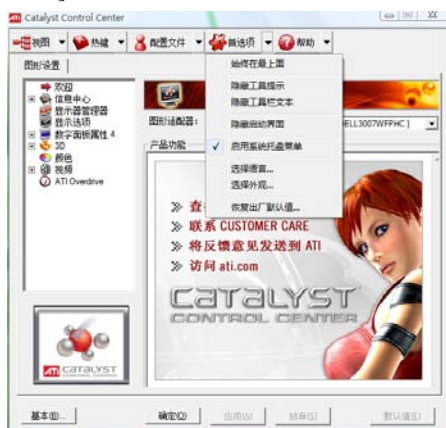 Catalyst Control Center
视图 热键 配置文件 首选项 帮助
图形设置
始终在最上面
隐藏工具提示
隐藏工具栏文本
隐藏启动界面
启用系统托盘菜单
选择语言...
选择外观...
恢复出厂默认值...
欢迎
信息中心
显示器管理器
显示选项
数字面板属性 4
3D
颜色
视频
ATI Overdrive
图形适配器:
ELL3007WFPHC ]
产品功能
查
联系 CUSTOMER CARE
将反馈意见发送到 ATI
访问 ati.com
CATALYST
CONTROL CENTER
ATI CATALYST
CONTROL CENTER
基本(B)... 确定(O) 应用(A) 结存(S) 默认值(E)